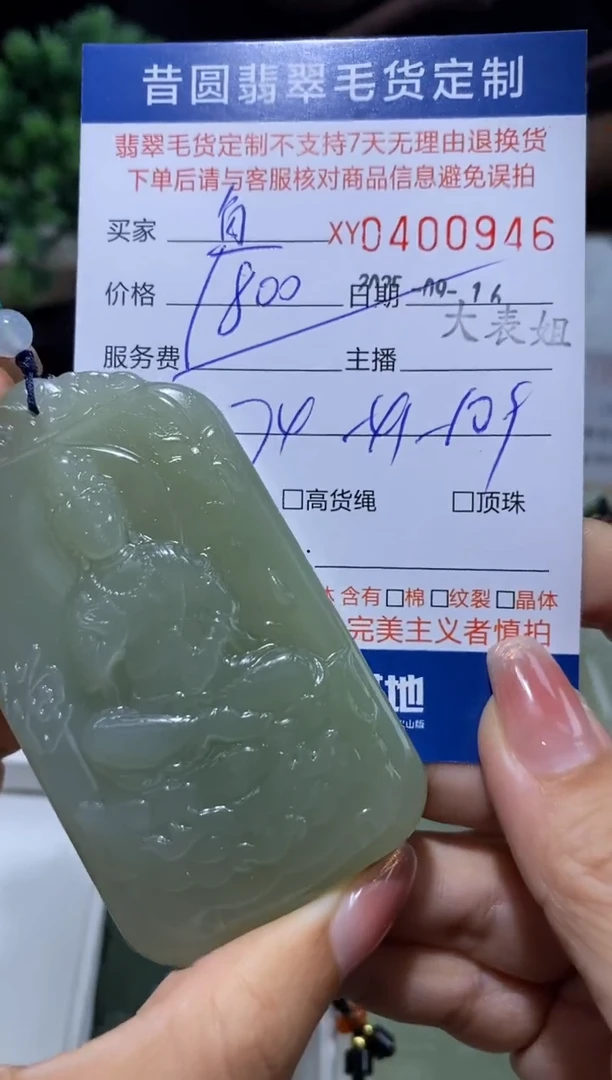 昔圆翡翠毛货定制
翡翠毛货定制不支持7天无理由退换货
下单后请与客服核对商品信息避免误拍
买家 XY0400946
价格 1800 日期 2025-09-16
大表姐
服务费 主播
74
□高货绳 □顶珠
含有□棉□纹裂□晶体
完美主义者慎拍
地